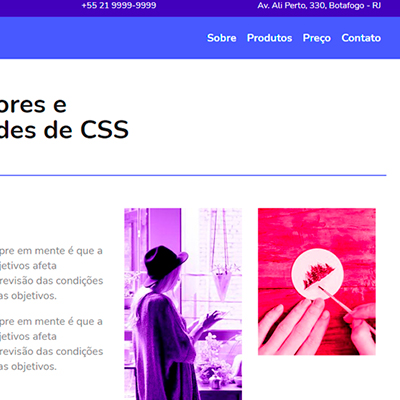 +55 21 9999-9999
Av. Ali Perto, 330, Botafogo - RJ
Sobre Produtos Preço Contato
ores e
des de CSS
pre em mente é que a
jetivos afeta
revisão das condições
as objetivos.
pre em mente é que a
jetivos afeta
revisão das condições
as objetivos.